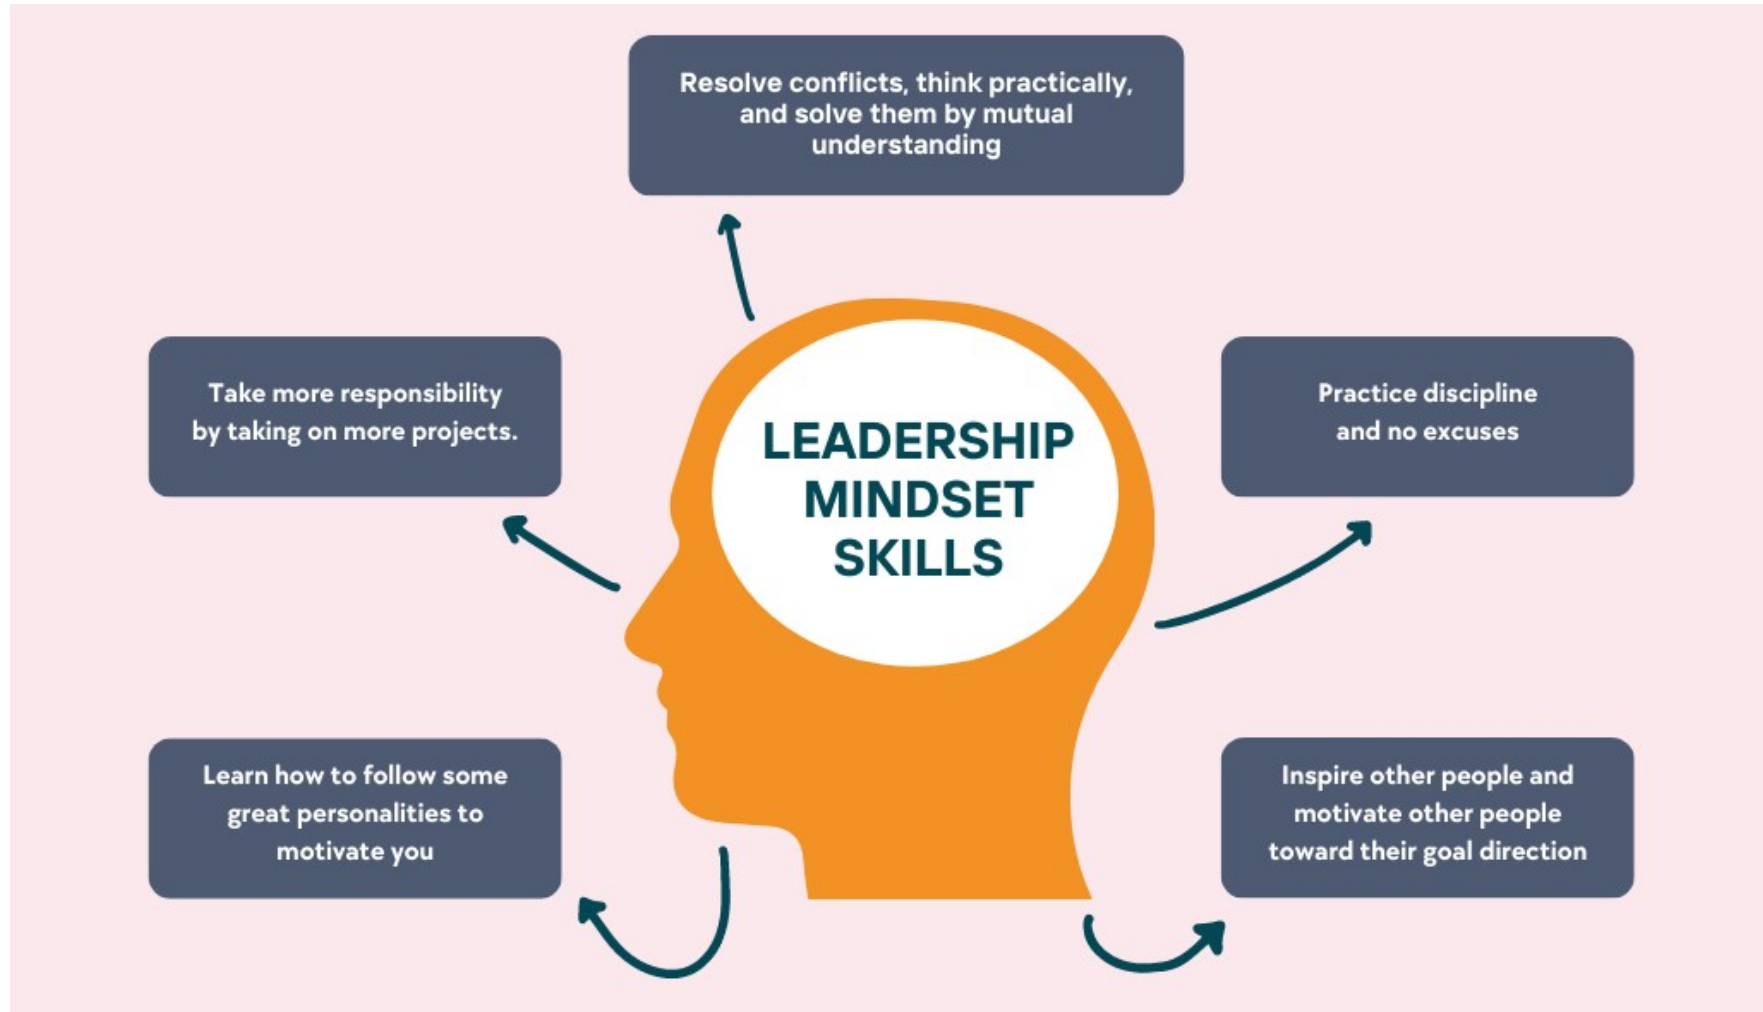 Resolve conflicts, think practically,
and solve them by mutual
understanding
Take more responsibility
by taking on more projects.
LEADERSHIP
MINDSET
SKILLS
Practice discipline
and no excuses
Learn how to follow some
great personalities to
motivate you
Inspire other people and
motivate other people
toward their goal direction